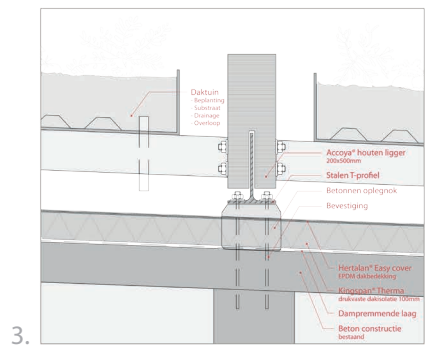 Daktuin
- Beplanting
- Substraat
- Drainage
- Overloop
Accoya® houten ligger
200x500mm
Stalen T-profiel
Betonnen oplegnok
Bevestiging
Hertalan® Easy cover
EPDM dakbedekking
Kingspan® Therma
drukvaste dakisolatie 100mm
Dampremmende laag
Beton constructie
bestaand
3.